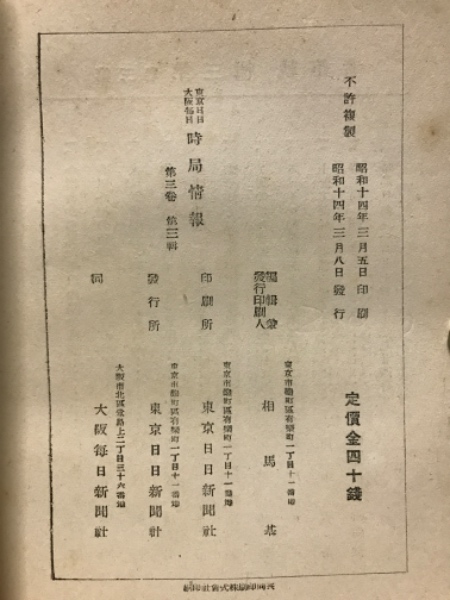 不許複製
昭和十四年三月五日印刷
昭和十四年三月八日發行
定價金四十錢
東京日日
大阪每日
時局情報
第三卷 第三輯
東京市麴町區有樂町一丁目十一番地
編輯兼
發行印刷人
相馬基
東京市麴町區有樂町一丁目十一番地
印刷所
東京日日新聞社
東京市麴町區有樂町一丁目十一番地
發行所
東京日日新聞社
大阪市北區堂島上二丁目三十六番地
同
大阪每日新聞社